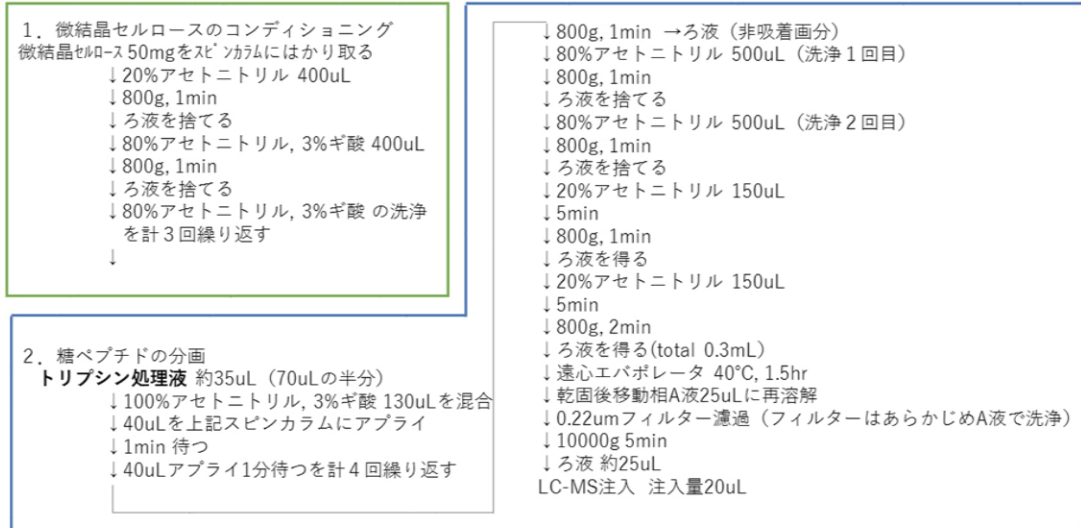 1．微結晶セルロースのコンディショニング
微結晶ｾﾙﾛｰｽ 50mgをｽﾋﾟﾝカラムにはかり取る
↓20%アセトニトリル 400uL
↓800g, 1min
↓ろ液を捨てる
↓80%アセトニトリル, 3%ギ酸 400uL
↓800g, 1min
↓ろ液を捨てる
↓80%アセトニトリル, 3%ギ酸 の洗浄
を計３回繰り返す
↓
2．糖ペプチドの分画
トリプシン処理液 約35uL（70uLの半分）
↓100%アセトニトリル, 3%ギ酸 130uLを混合
↓40uLを上記スピンカラムにアプライ
↓1min 待つ
↓40uLアプライ1分待つを計４回繰り返す
↓800g, 1min →ろ液（非吸着画分）
↓80%アセトニトリル 500uL（洗浄１回目）
↓800g, 1min
↓ろ液を捨てる
↓80%アセトニトリル 500uL（洗浄２回目）
↓800g, 1min
↓ろ液を捨てる
↓20%アセトニトリル 150uL
↓5min
↓800g, 1min
↓ろ液を得る
↓20%アセトニトリル 150uL
↓5min
↓800g, 2min
↓ろ液を得る(total 0.3mL)
↓遠心エバポレータ 40°C, 1.5hr
↓乾固後移動相A液25uLに再溶解
↓0.22umフィルター濾過（フィルターはあらかじめA液で洗浄）
↓10000g 5min
↓ろ液 約25uL
LC-MS注入 注入量20uL